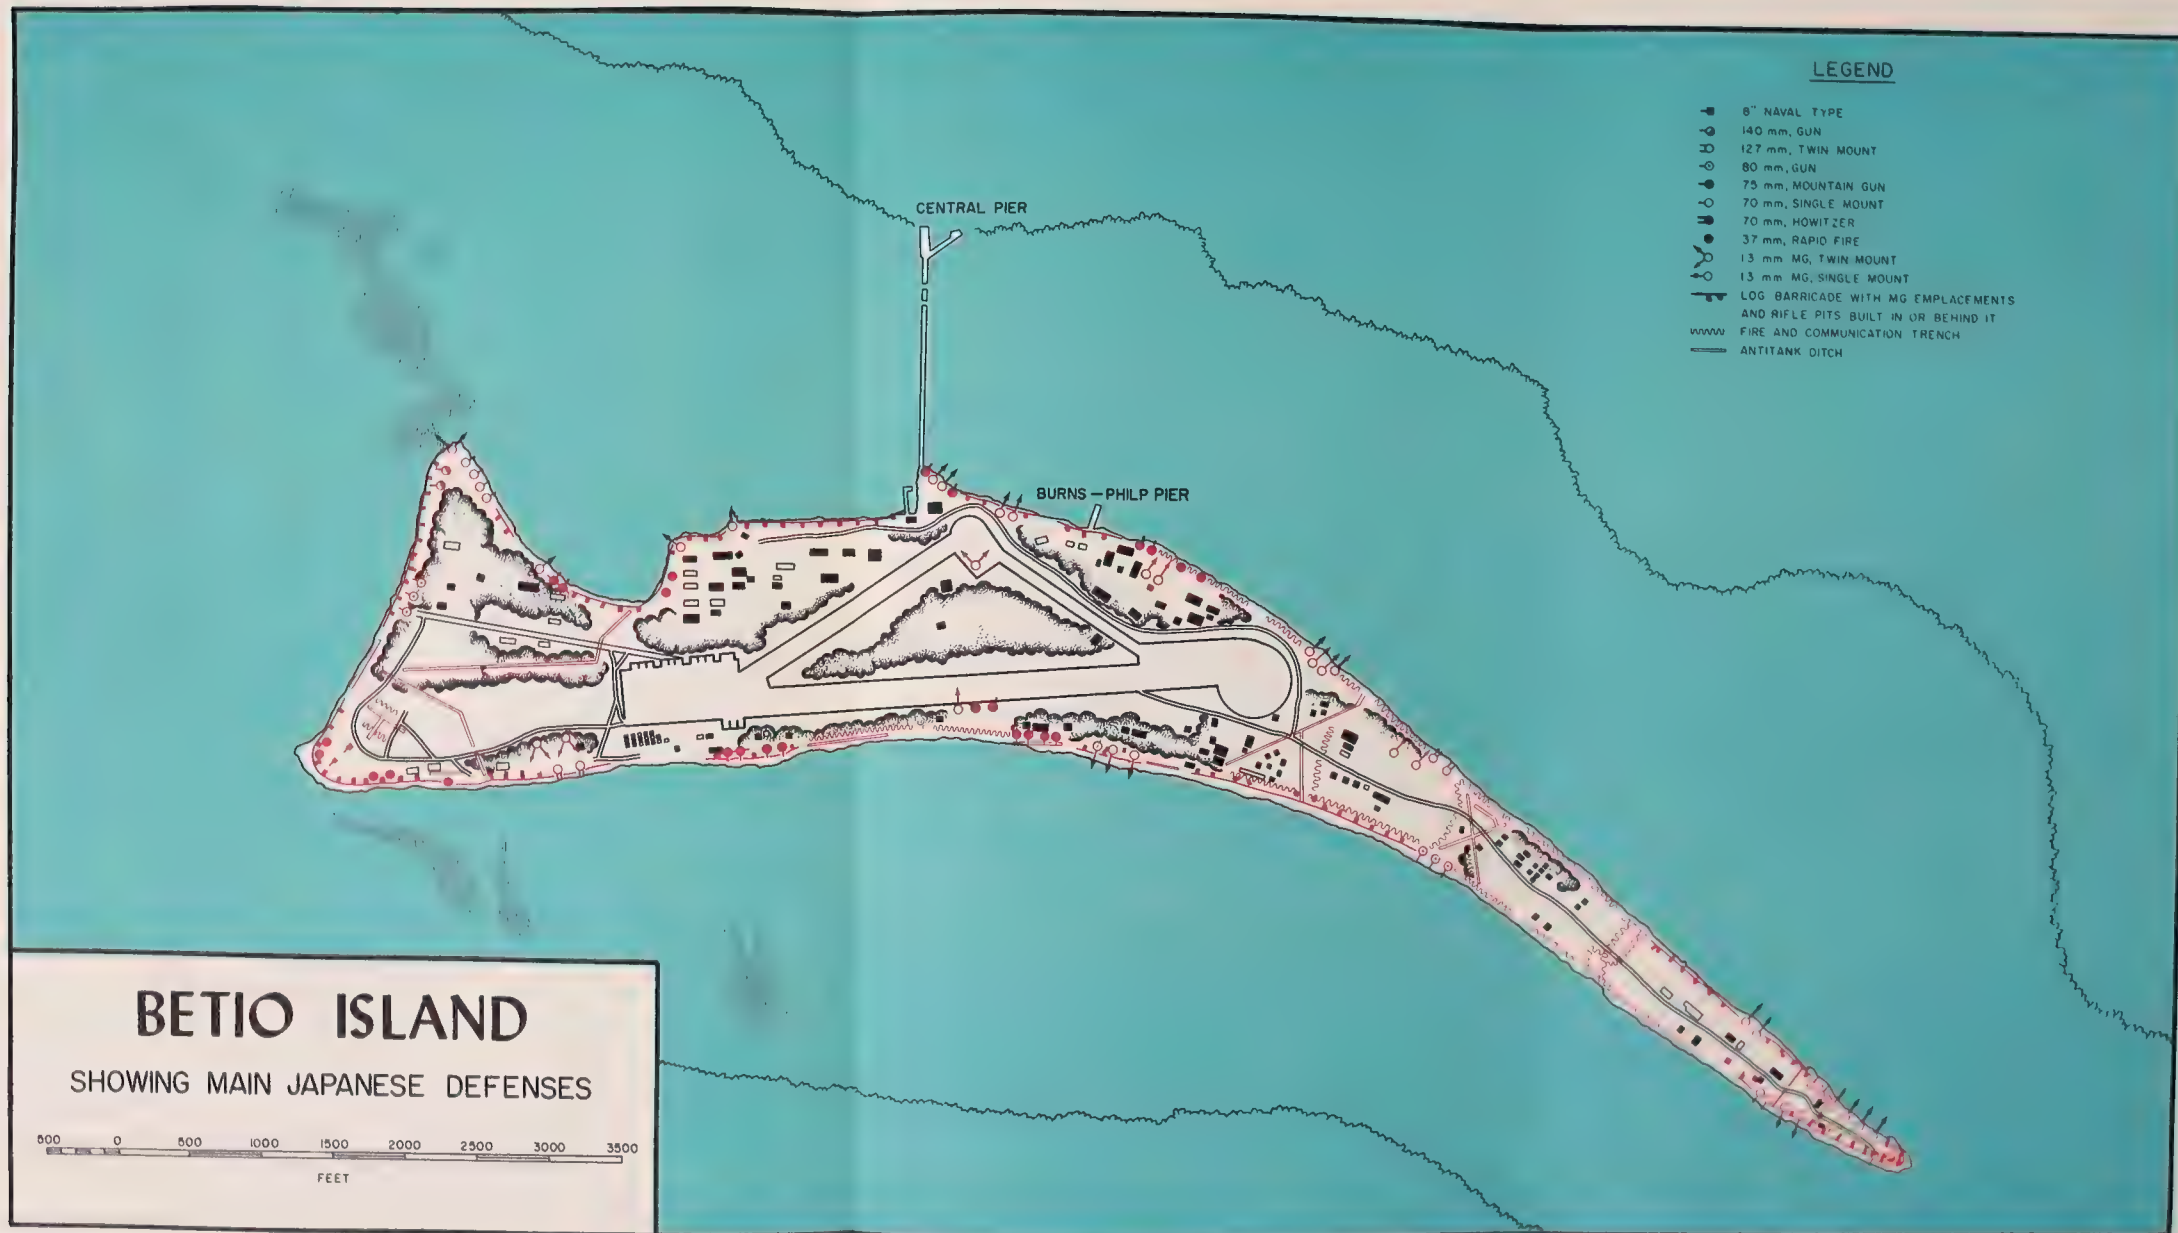 LEGEND
8" NAVAL TYPE
140 mm, GUN
127 mm, TWIN MOUNT
80 mm, GUN
75 mm, MOUNTAIN GUN
70 mm, SINGLE MOUNT
70 mm, HOWITZER
37 mm, RAPID FIRE
13 mm MG, TWIN MOUNT
13 mm MG, SINGLE MOUNT
LOG BARRICADE WITH MG EMPLACEMENTS
AND RIFLE PITS BUILT IN OR BEHIND IT
FIRE AND COMMUNICATION TRENCH
ANTITANK DITCH
CENTRAL PIER
BURNS-PHILP PIER
BETIO ISLAND
SHOWING MAIN JAPANESE DEFENSES
500 0 500 1000 1500 2000 2500 3000 3500
FEET